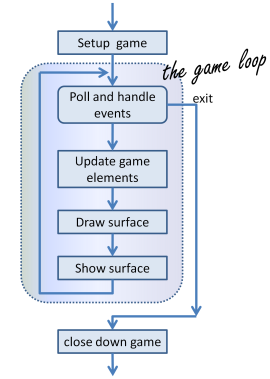 Setup game
the game loop
Poll and handle
events
exit
Update game
elements
Draw surface
Show surface
close down game